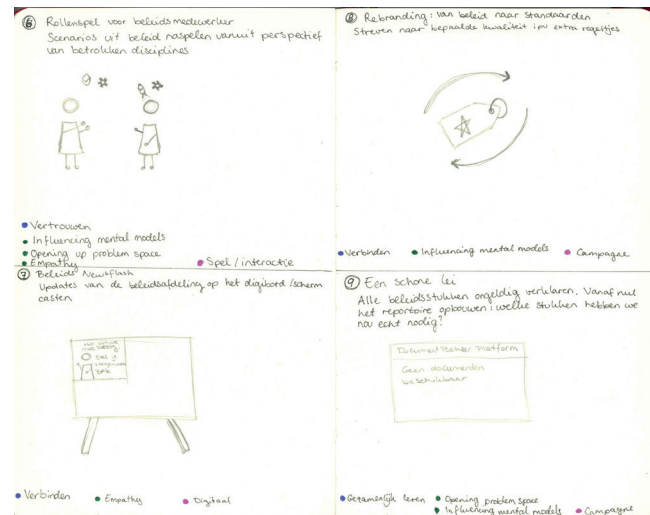 ⑥ Rollenspel voor beleidsmedewerker
Scenarios uit beleid naspelen vanuit perspectief
van betrokken disciplines
• Vertrouwen
• Influencing mental models
• Opening up problem space
• Empathy
• Spel / interactie
⑧ Rebranding: van beleid naar standaarden
Streven naar bepaalde kwaliteit ipv extra regeltjes
• Verbinden • Influencing mental models • Campagne
⑦ Beleids Newsflash
Updates van de beleidsafdeling op het digibord / scherm
casten
• Verbinden • Empathy • Digitaal
⑨ Een schone lei
Alle beleidsstukken ongeldig verklaren. Vanaf nul
het repertoire opbouwen: welke stukken hebben we
nou echt nodig?
Document Beheer Platform
Geen documenten
beschikbaar
• Gezamenlijk leren • Opening problem space
• Influencing mental models • Campagne